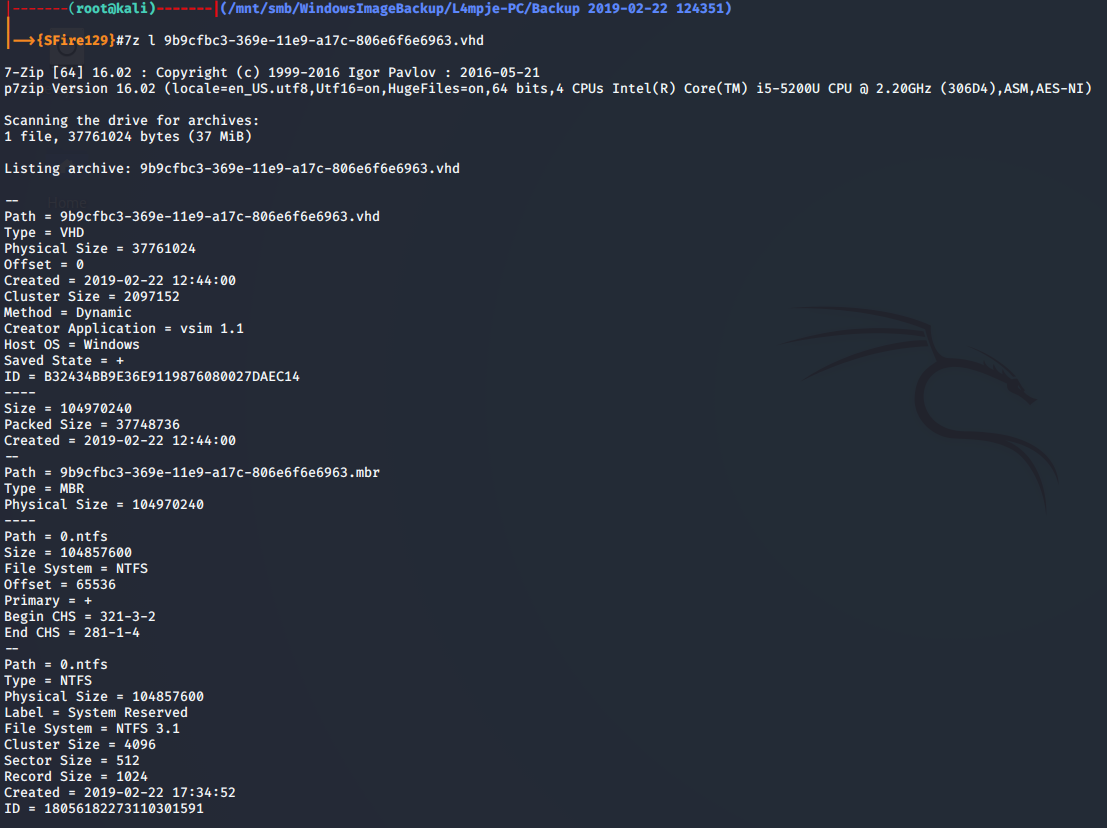 |-------(root@kali)-------|(/mnt/smb/WindowsImageBackup/L4mpje-PC/Backup 2019-02-22 124351)
|-->{SFire129}#7z l 9b9cfbc3-369e-11e9-a17c-806e6f6e6963.vhd
7-Zip [64] 16.02 : Copyright (c) 1999-2016 Igor Pavlov : 2016-05-21
p7zip Version 16.02 (locale=en_US.utf8,Utf16=on,HugeFiles=on,64 bits,4 CPUs Intel(R) Core(TM) i5-5200U CPU @ 2.20GHz (306D4),ASM,AES-NI)
Scanning the drive for archives:
1 file, 37761024 bytes (37 MiB)
Listing archive: 9b9cfbc3-369e-11e9-a17c-806e6f6e6963.vhd
--
Path = 9b9cfbc3-369e-11e9-a17c-806e6f6e6963.vhd
Type = VHD
Physical Size = 37761024
Offset = 0
Created = 2019-02-22 12:44:00
Cluster Size = 2097152
Method = Dynamic
Creator Application = vsim 1.1
Host OS = Windows
Saved State = +
ID = B32434BB9E36E9119876080027DAEC14
----
Size = 104970240
Packed Size = 37748736
Created = 2019-02-22 12:44:00
--
Path = 9b9cfbc3-369e-11e9-a17c-806e6f6e6963.mbr
Type = MBR
Physical Size = 104970240
----
Path = 0.ntfs
Size = 104857600
File System = NTFS
Offset = 65536
Primary = +
Begin CHS = 321-3-2
End CHS = 281-1-4
--
Path = 0.ntfs
Type = NTFS
Physical Size = 104857600
Label = System Reserved
File System = NTFS 3.1
Cluster Size = 4096
Sector Size = 512
Record Size = 1024
Created = 2019-02-22 17:34:52
ID = 18056182273110301591